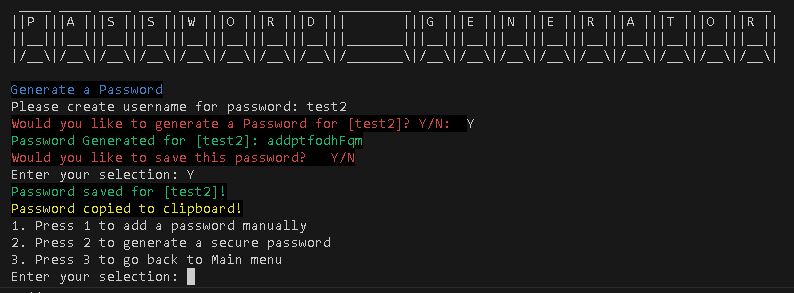 PASSWORD GENERATOR
Generate a Password
Please create username for password: test2
Would you like to generate a Password for [test2]? Y/N:  Y
Password Generated for [test2]: addptfodhFqm
Would you like to save this password?   Y/N
Enter your selection: Y
Password saved for [test2]!
Password copied to clipboard!
1. Press 1 to add a password manually
2. Press 2 to generate a secure password
3. Press 3 to go back to Main menu
Enter your selection: